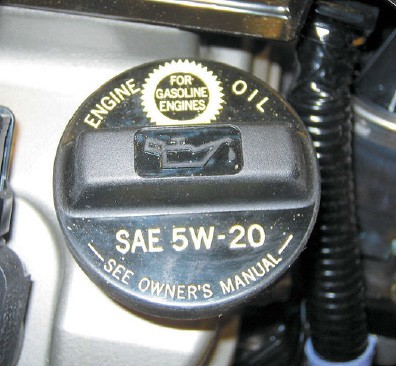 ENGINE OIL
FOR
GASOLINE
ENGINES
SAE 5W-20
—SEE OWNER'S MANUAL—